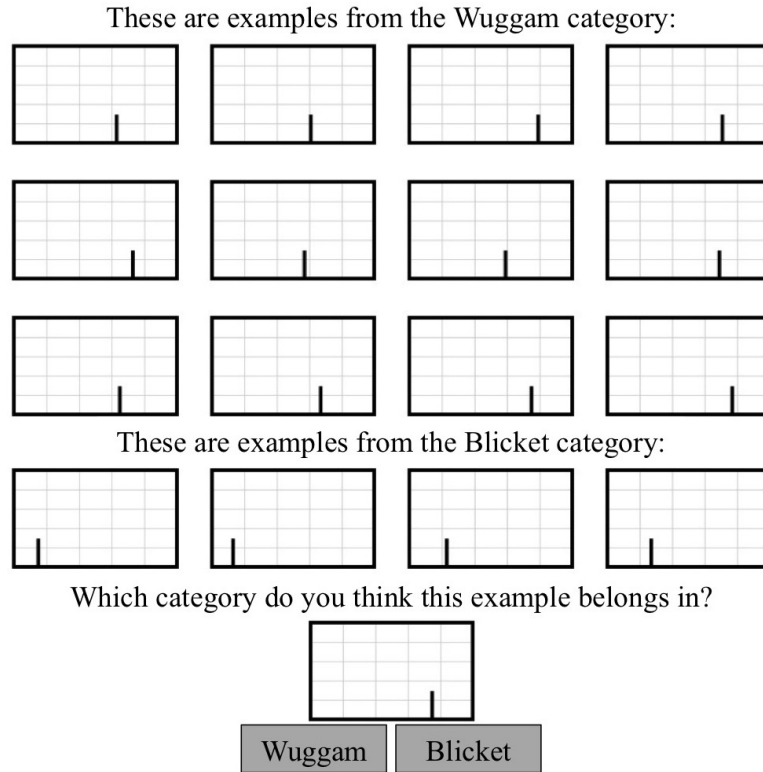 These are examples from the Wuggam category:
These are examples from the Blicket category:
Which category do you think this example belongs in?
Wuggam
Blicket